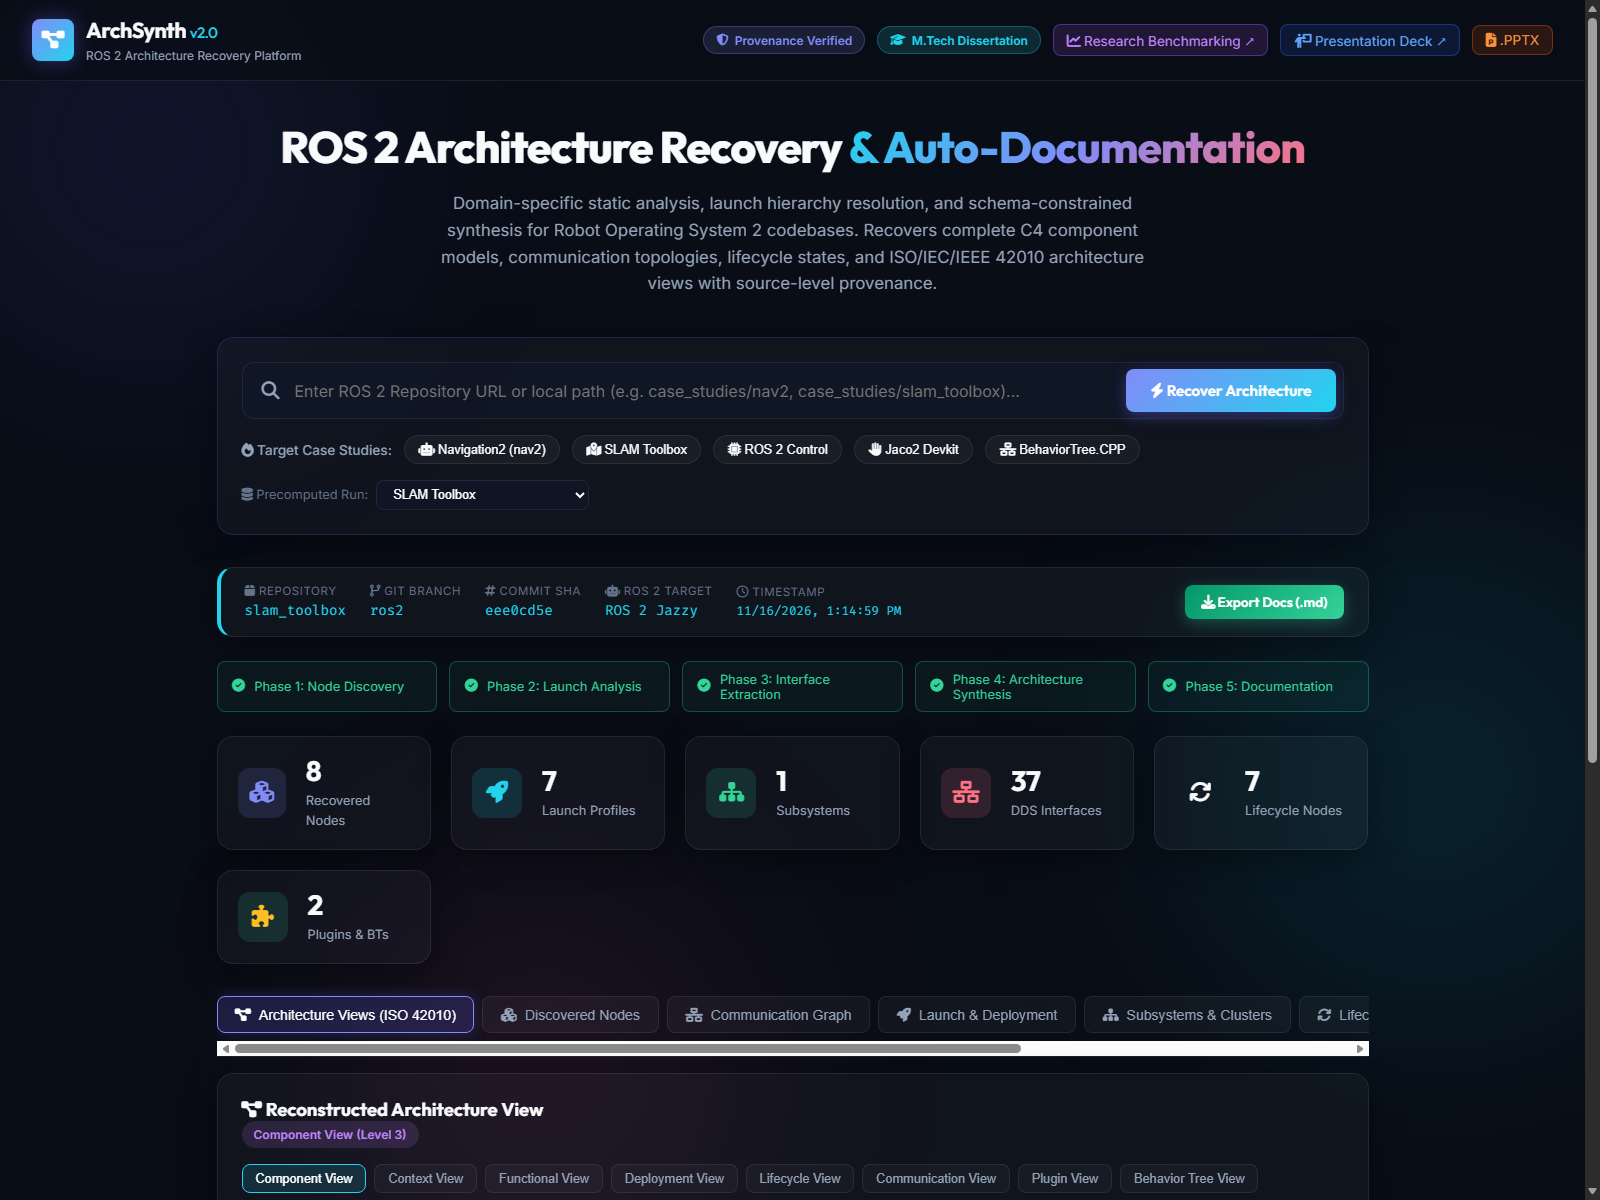 ArchSynth v2.0
ROS 2 Architecture Recovery Platform
Provenance Verified
M.Tech Dissertation
Research Benchmarking ↗
Presentation Deck ↗
.PPTX
ROS 2 Architecture Recovery & Auto-Documentation
Domain-specific static analysis, launch hierarchy resolution, and schema-constrained
synthesis for Robot Operating System 2 codebases. Recovers complete C4 component
models, communication topologies, lifecycle states, and ISO/IEC/IEEE 42010 architecture
views with source-level provenance.
Enter ROS 2 Repository URL or local path (e.g. case_studies/nav2, case_studies/slam_toolbox)...
Recover Architecture
Target Case Studies:
Navigation2 (nav2)
SLAM Toolbox
ROS 2 Control
Jaco2 Devkit
BehaviorTree.CPP
Precomputed Run:
SLAM Toolbox
REPOSITORY
slam_toolbox
GIT BRANCH
ros2
COMMIT SHA
eee0cd5e
ROS 2 TARGET
ROS 2 Jazzy
TIMESTAMP
11/16/2026, 1:14:59 PM
Export Docs (.md)
Phase 1: Node Discovery
Phase 2: Launch Analysis
Phase 3: Interface
Extraction
Phase 4: Architecture
Synthesis
Phase 5: Documentation
8
Recovered
Nodes
7
Launch Profiles
1
Subsystems
37
DDS Interfaces
7
Lifecycle Nodes
2
Plugins & BTs
Architecture Views (ISO 42010)
Discovered Nodes
Communication Graph
Launch & Deployment
Subsystems & Clusters
Lifec
Reconstructed Architecture View
Component View (Level 3)
Component View
Context View
Functional View
Deployment View
Lifecycle View
Communication View
Plugin View
Behavior Tree View